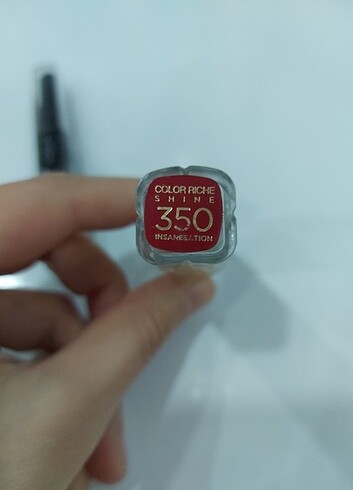 COLOR RICHE
SHINE
350
INSANESATION